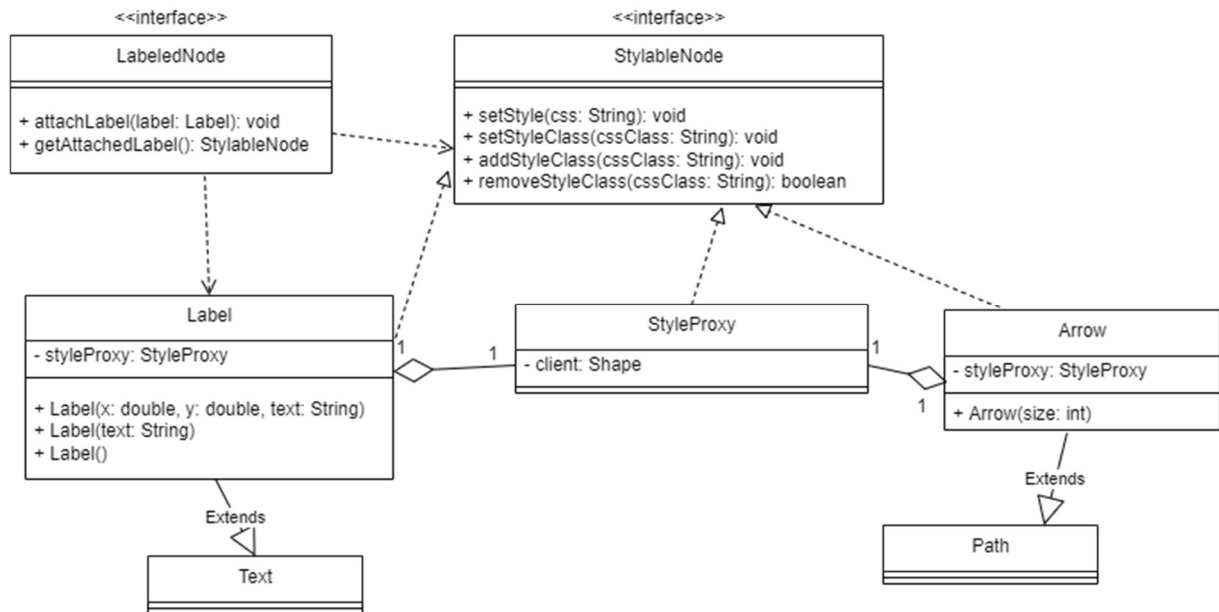 <<interface>>
LabeledNode
+ attachLabel(label: Label): void
+ getAttachedLabel(): StylableNode
<<interface>>
StylableNode
+ setStyle(css: String): void
+ setStyleClass(cssClass: String): void
+ addStyleClass(cssClass: String): void
+ removeStyleClass(cssClass: String): boolean
Label
- styleProxy: StyleProxy
+ Label(x: double, y: double, text: String)
+ Label(text: String)
+ Label()
1
1
StyleProxy
- client: Shape
1
1
Arrow
- styleProxy: StyleProxy
+ Arrow(size: int)
Extends
Text
Extends
Path